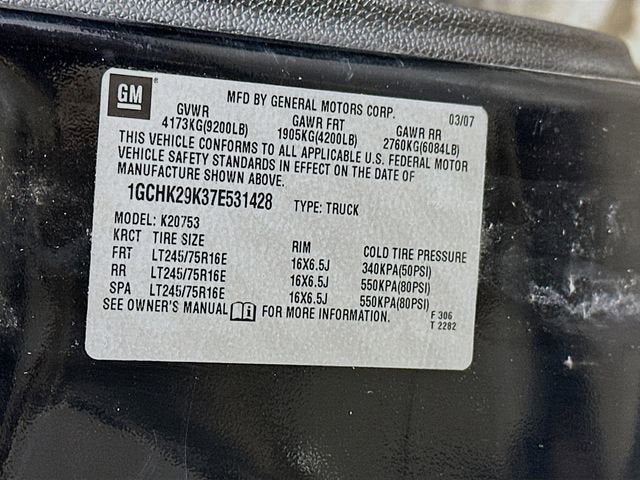 GM
MFD BY GENERAL MOTORS CORP. 03/07
GVWR GAWR FRT GAWR RR
4173KG(9200LB) 1905KG(4200LB) 2760KG(6084LB)
THIS VEHICLE CONFORMS TO ALL APPLICABLE U.S. FEDERAL MOTOR
VEHICLE SAFETY STANDARDS IN EFFECT ON THE DATE OF
MANUFACTURE SHOWN ABOVE.
1GCHK29K37E531428 TYPE: TRUCK
MODEL: K20753
KRCT TIRE SIZE RIM COLD TIRE PRESSURE
FRT LT245/75R16E 16X6.5J 340KPA(50PSI)
RR LT245/75R16E 16X6.5J 550KPA(80PSI)
SPA LT245/75R16E 16X6.5J 550KPA(80PSI)
SEE OWNER'S MANUAL FOR MORE INFORMATION.
F 306
T 2282